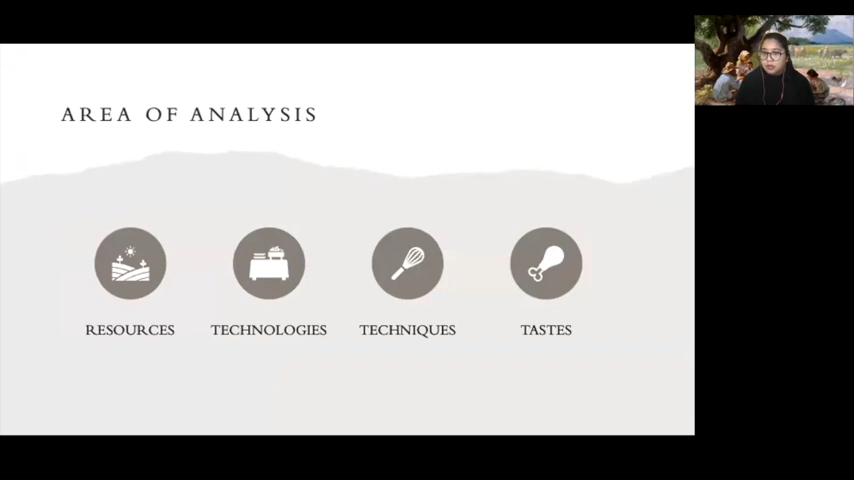 AREA OF ANALYSIS
RESOURCES
TECHNOLOGIES
TECHNIQUES
TASTES